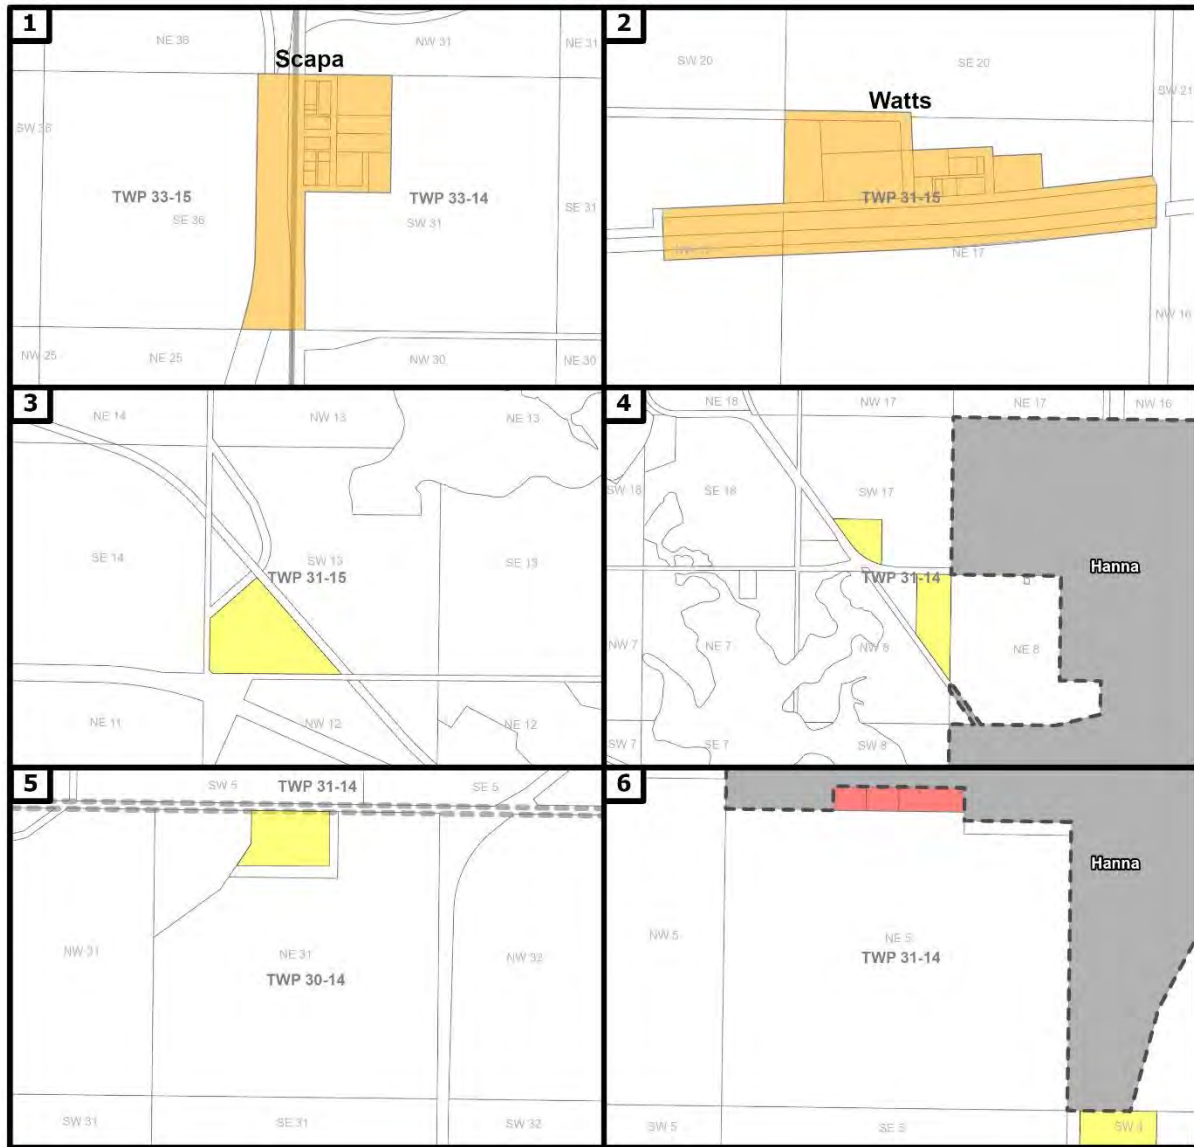 1
NE 36
NW 31
NE 31
Scapa
SW 36
TWP 33-15
TWP 33-14
SE 36
SW 31
SE 31
NW 25
NE 25
NW 30
NE 30
2
SW 20
SE 20
SW 21
Watts
TWP 31-15
NE 17
NW 16
3
NE 14
NW 13
NE 13
SE 14
SW 13
SE 13
TWP 31-15
NE 11
NW 12
NE 12
4
NE 18
NW 17
NE 17
NW 16
SW 18
SE 18
SW 17
Hanna
TWP 31-14
NW 7
NE 7
NW 8
NE 8
SW 7
SE 7
SW 8
5
SW 5
TWP 31-14
SE 5
NW 31
NE 31
NW 32
TWP 30-14
SW 31
SE 31
SW 32
6
Hanna
NW 5
NE 5
TWP 31-14
SW 5
SE 5
SW 4